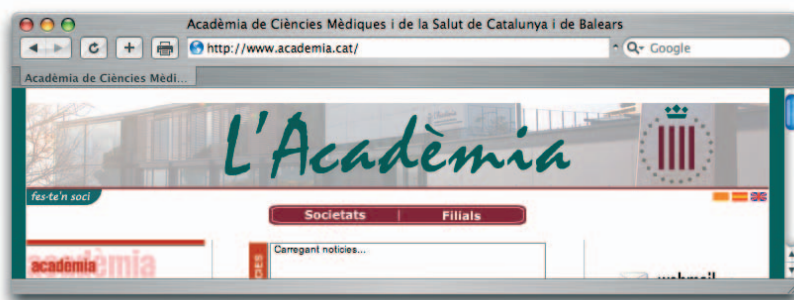 Acadèmia de Ciències Mèdiques i de la Salut de Catalunya i de Balears
http://www.academia.cat/
Google
Acadèmia de Ciències Mèdi...
L'Acadèmia
fes-te'n soci
Societats | Filials
acadèmia
Carregant notícies...
webmail